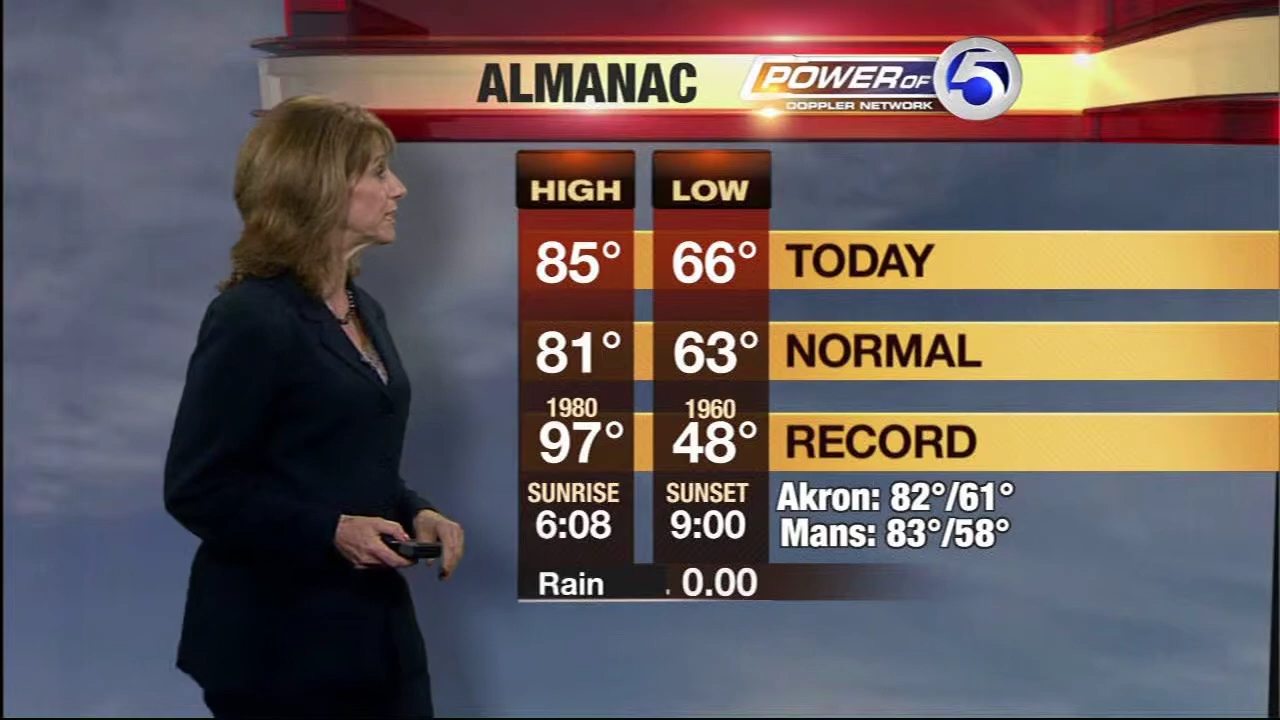 ALMANAC
POWER OF 5
DOPPLER NETWORK
HIGH LOW
85° 66° TODAY
81° 63° NORMAL
1980 1960
97° 48° RECORD
SUNRISE SUNSET Akron: 82°/61°
6:08 9:00 Mans: 83°/58°
Rain 0.00